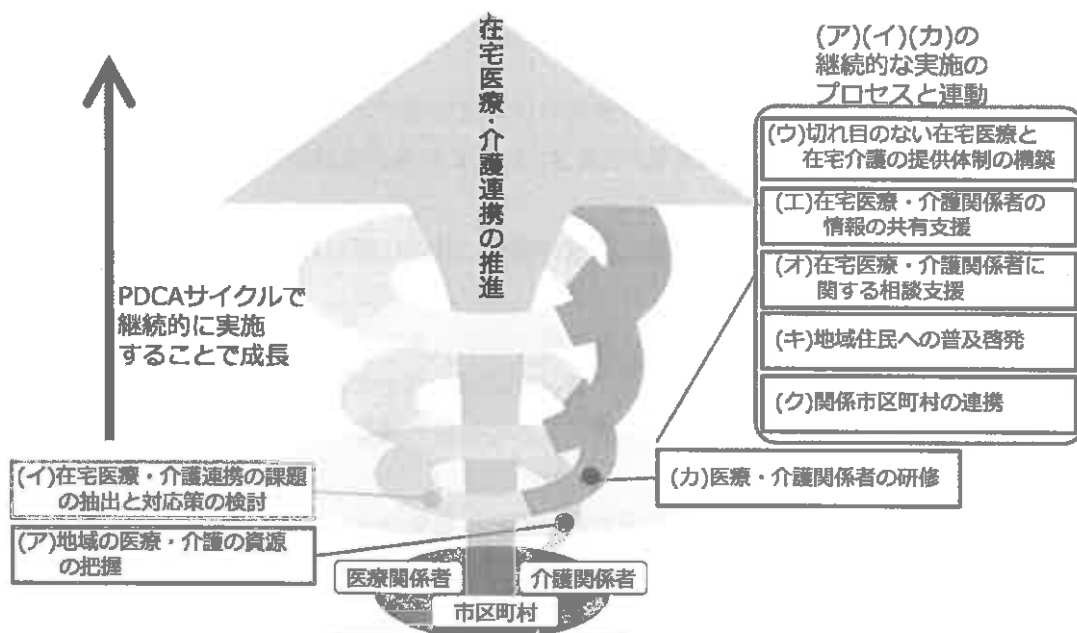 在宅医療・介護連携の推進
(ア)(イ)(カ)の
継続的な実施の
プロセスと連動
(ウ)切れ目のない在宅医療と
在宅介護の提供体制の構築
(エ)在宅医療・介護関係者の
情報の共有支援
(オ)在宅医療・介護関係者に
関する相談支援
(キ)地域住民への普及啓発
(ク)関係市区町村の連携
PDCAサイクルで
継続的に実施
することで成長
(イ)在宅医療・介護連携の課題
の抽出と対応策の検討
(カ)医療・介護関係者の研修
(ア)地域の医療・介護の資源
の把握
医療関係者
介護関係者
市区町村